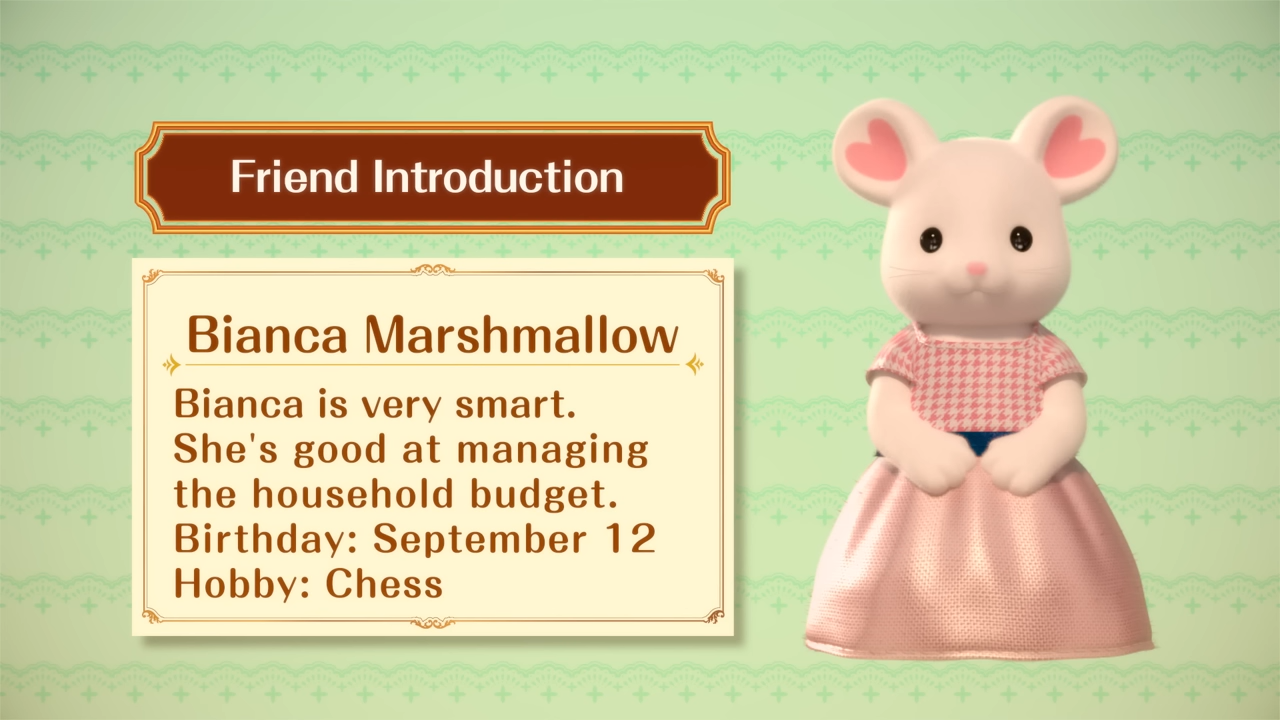 Friend Introduction
Bianca Marshmallow
Bianca is very smart.
She's good at managing
the household budget.
Birthday: September 12
Hobby: Chess